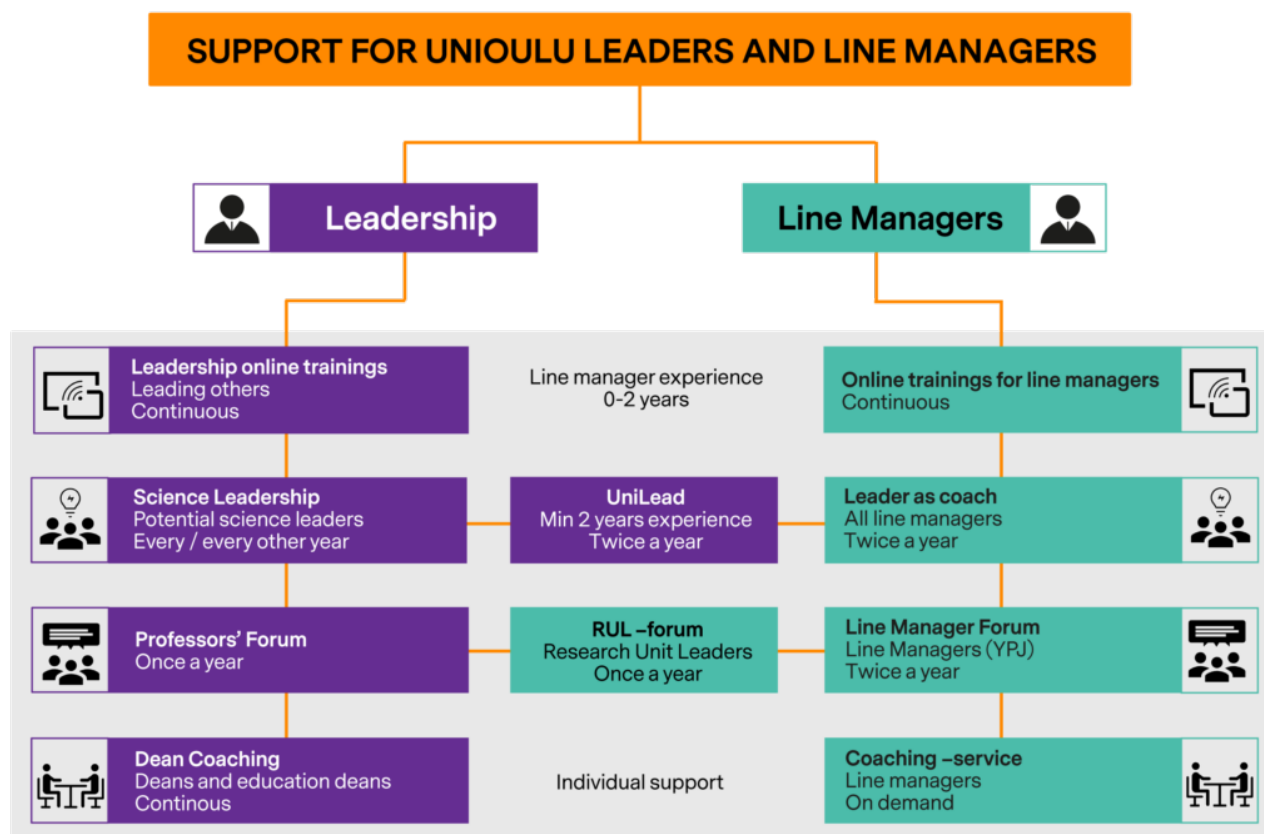 SUPPORT FOR UNIOULU LEADERS AND LINE MANAGERS
Leadership
Line Managers
Leadership online trainings
Leading others
Continuous
Line manager experience
0-2 years
Online trainings for line managers
Continuous
Science Leadership
Potential science leaders
Every / every other year
UniLead
Min 2 years experience
Twice a year
Leader as coach
All line managers
Twice a year
Professors’ Forum
Once a year
RUL –forum
Research Unit Leaders
Once a year
Line Manager Forum
Line Managers (YPJ)
Twice a year
Dean Coaching
Deans and education deans
Continous
Individual support
Coaching –service
Line managers
On demand